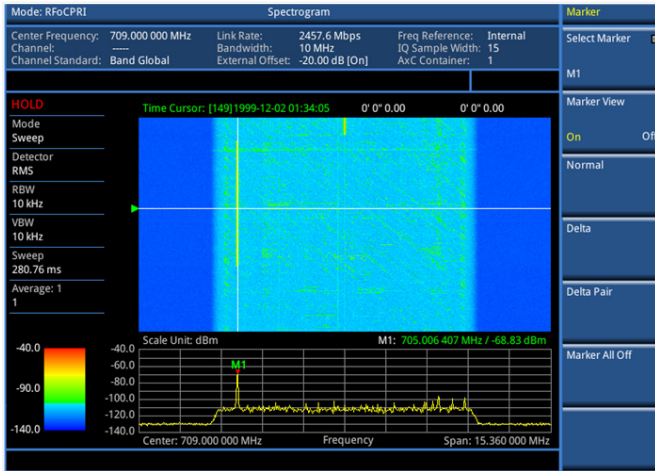 Mode: RFoCPRI
Spectrogram
Marker
Center Frequency: 709.000 000 MHz
Link Rate: 2457.6 Mbps
Freq Reference: Internal
Channel: -----
Bandwidth: 10 MHz
IQ Sample Width: 15
Channel Standard: Band Global
External Offset: -20.00 dB [On]
AxC Container: 1
Select Marker
M1
HOLD
Time Cursor: [149]1999-12-02 01:34:05
0' 0" 0.00
0' 0" 0.00
Marker View
On
Off
Mode
Sweep
Detector
RMS
Normal
RBW
10 kHz
VBW
10 kHz
Delta
Sweep
280.76 ms
Average: 1
1
Delta Pair
Scale Unit: dBm
M1: 705.006 407 MHz / -68.83 dBm
Marker All Off
-40.0
-90.0
-140.0
-40.0
-60.0
-80.0
-100.0
-120.0
-140.0
M1
Center: 709.000 000 MHz
Frequency
Span: 15.360 000 MHz